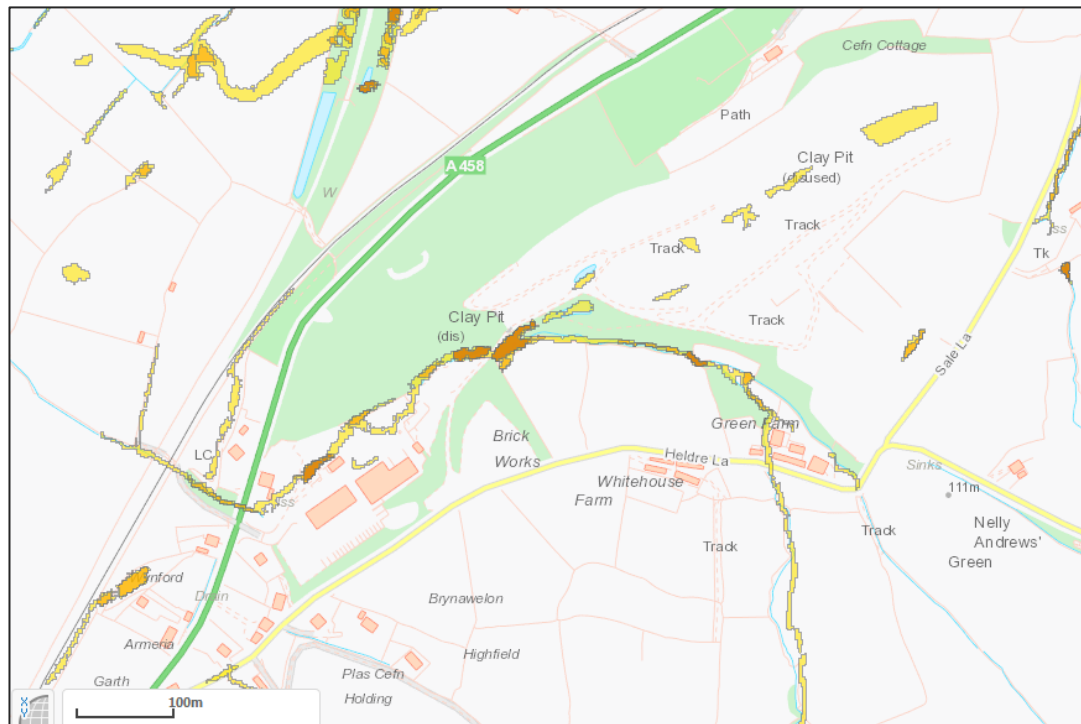 Cefn Cottage
Path
A 458
Clay Pit
(disused)
W
Track
Track
Tk
Clay Pit
(dis)
Track
Sale La
Green Farm
Brick
Works
LC
Heldre La
Sinks
Whitehouse
Farm
111m
Nelly
Andrews'
Green
Track
Track
Drain
Brynawelon
Armeria
Highfield
Plas Cefn
Holding
Garth
X
Y
100m